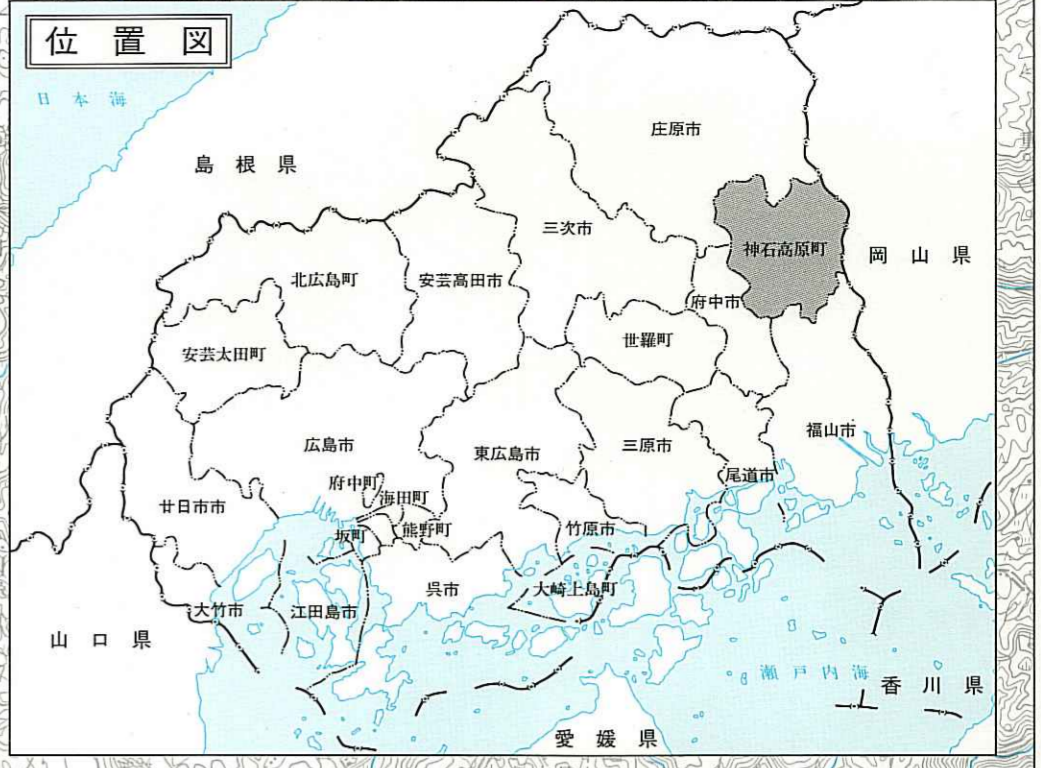 位置図
日本海
島根県
庄原市
三次市
神石高原町
岡山県
北広島町
安芸高田市
府中市
世羅町
安芸太田町
広島市
東広島市
三原市
福山市
尾道市
府中町
海田町
廿日市市
坂町
熊野町
竹原市
呉市
大崎上島町
大竹市
江田島市
山口県
瀬戸内海
香川県
愛媛県